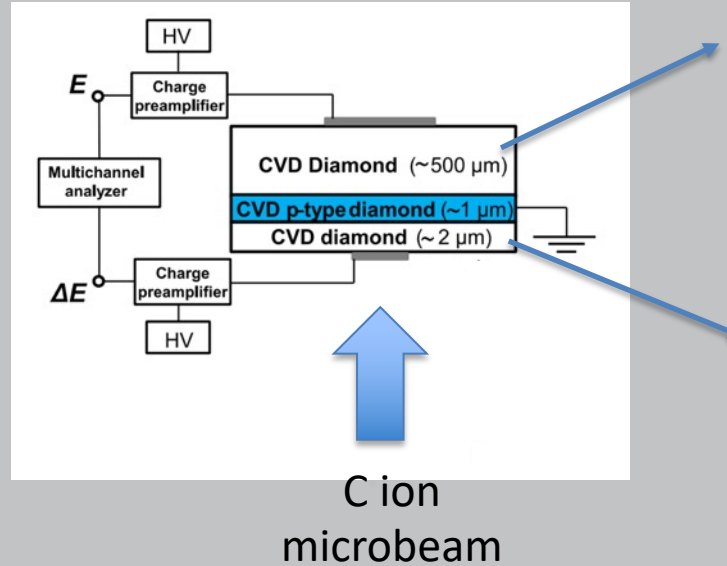 HV
E
Charge
preamplifier
CVD Diamond (~500 µm)
Multichannel
analyzer
CVD p-type diamond (~1 µm)
CVD diamond (~ 2 µm)
ΔE
Charge
preamplifier
HV
C ion
microbeam